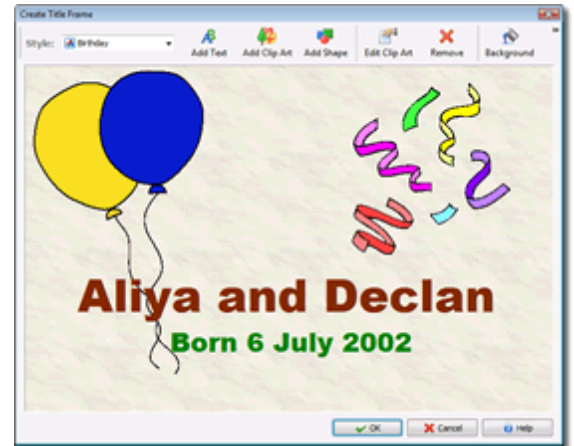 Create Title Frame
Style: Birthday
Add Text Add Clip Art Add Shape Edit Clip Art Remove Background
Aliya and Declan
Born 6 July 2002
OK Cancel Help